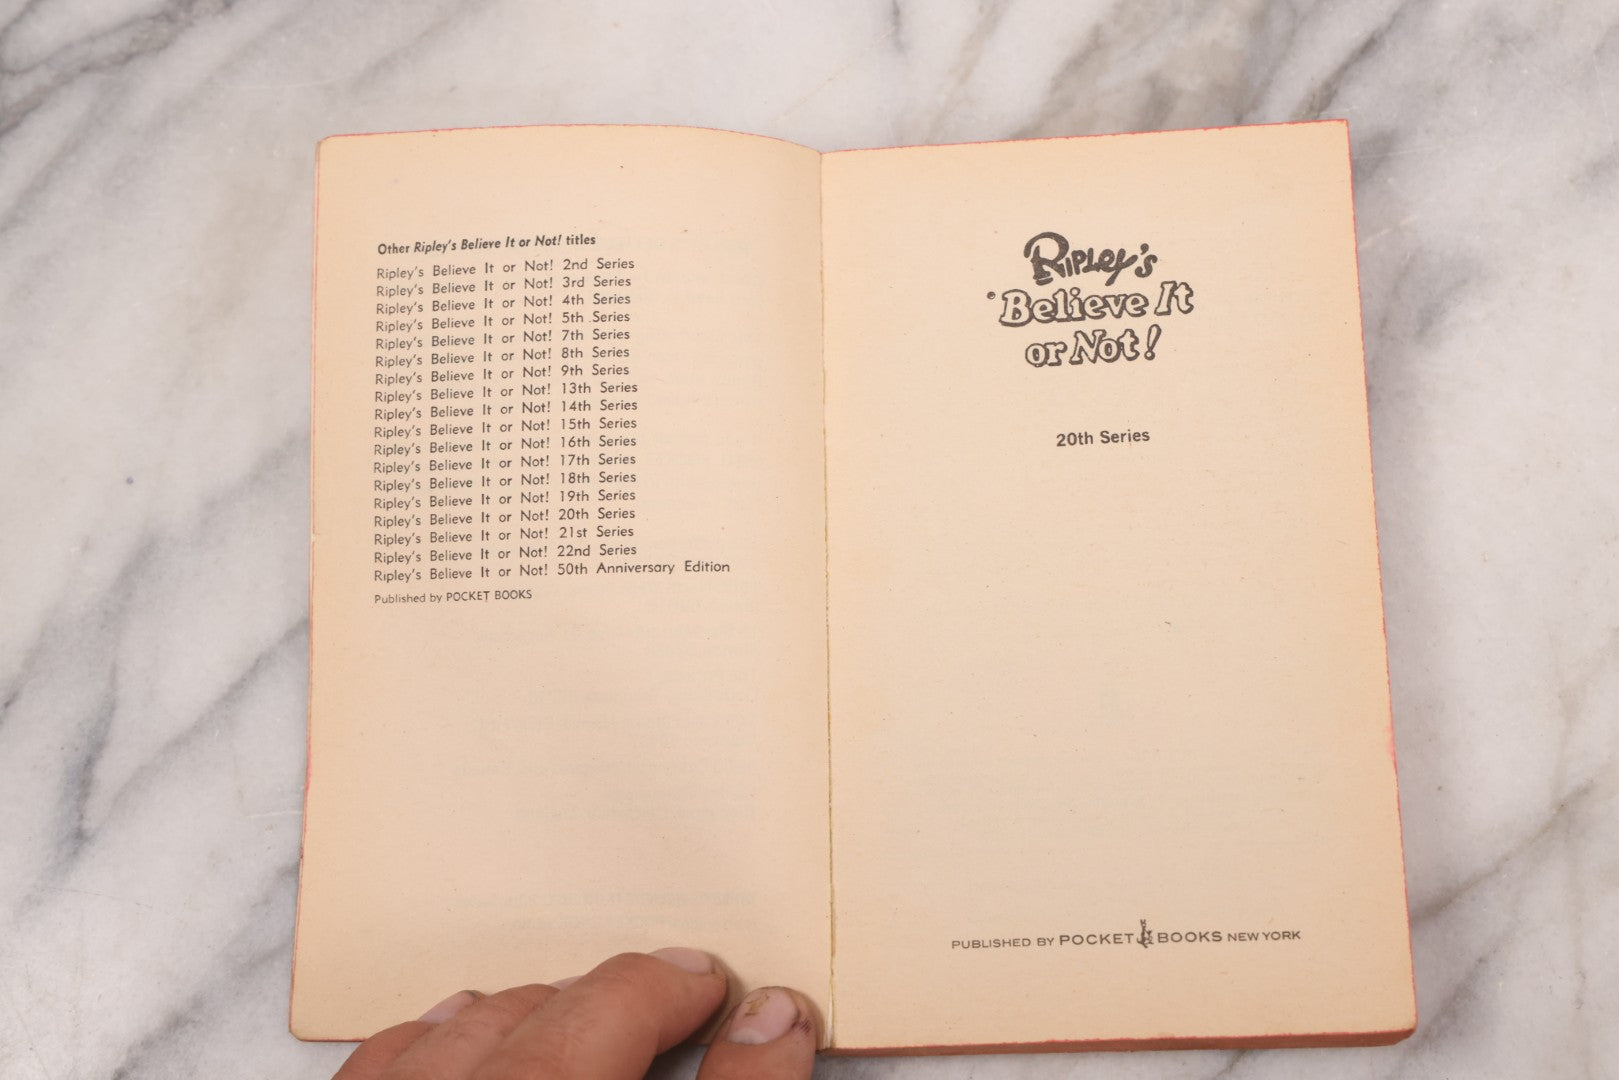 Other Ripley's Believe It or Not! titles
Ripley's Believe It or Not! 2nd Series
Ripley's Believe It or Not! 3rd Series
Ripley's Believe It or Not! 4th Series
Ripley's Believe It or Not! 5th Series
Ripley's Believe It or Not! 7th Series
Ripley's Believe It or Not! 8th Series
Ripley's Believe It or Not! 9th Series
Ripley's Believe It or Not! 13th Series
Ripley's Believe It or Not! 14th Series
Ripley's Believe It or Not! 15th Series
Ripley's Believe It or Not! 16th Series
Ripley's Believe It or Not! 17th Series
Ripley's Believe It or Not! 18th Series
Ripley's Believe It or Not! 19th Series
Ripley's Believe It or Not! 20th Series
Ripley's Believe It or Not! 21st Series
Ripley's Believe It or Not! 22nd Series
Ripley's Believe It or Not! 50th Anniversary Edition
Published by POCKET BOOKS
Ripley's
Believe It
or Not!
20th Series
PUBLISHED BY POCKET BOOKS NEW YORK